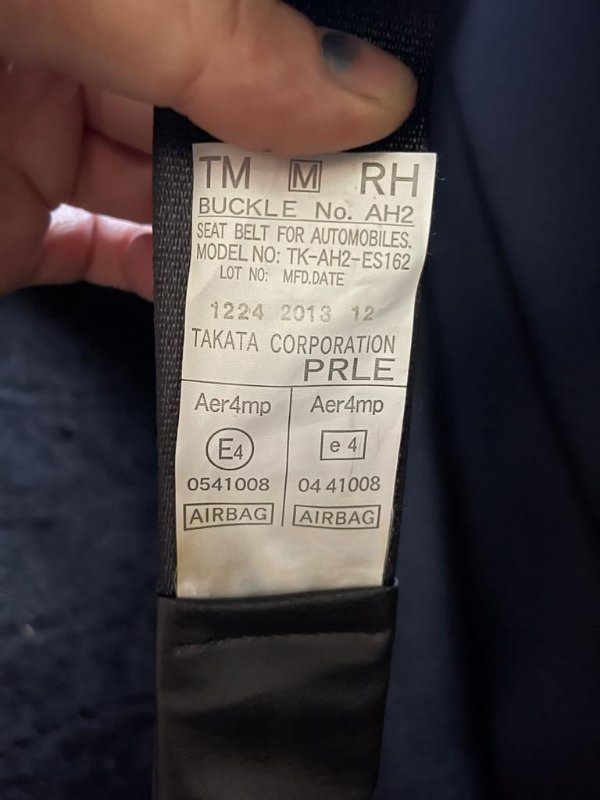 TM M RH
BUCKLE No. AH2
SEAT BELT FOR AUTOMOBILES.
MODEL NO: TK-AH2-ES162
LOT NO: MFD.DATE
1224 2013 12
TAKATA CORPORATION
PRLE
Aer4mp Aer4mp
E4 e 4
0541008 04 41008
AIRBAG AIRBAG